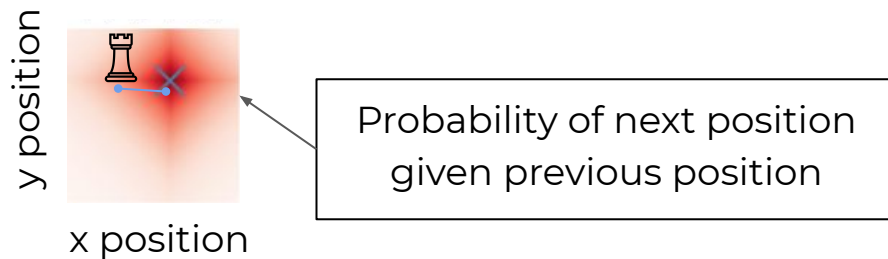 y position
x position
Probability of next position
given previous position